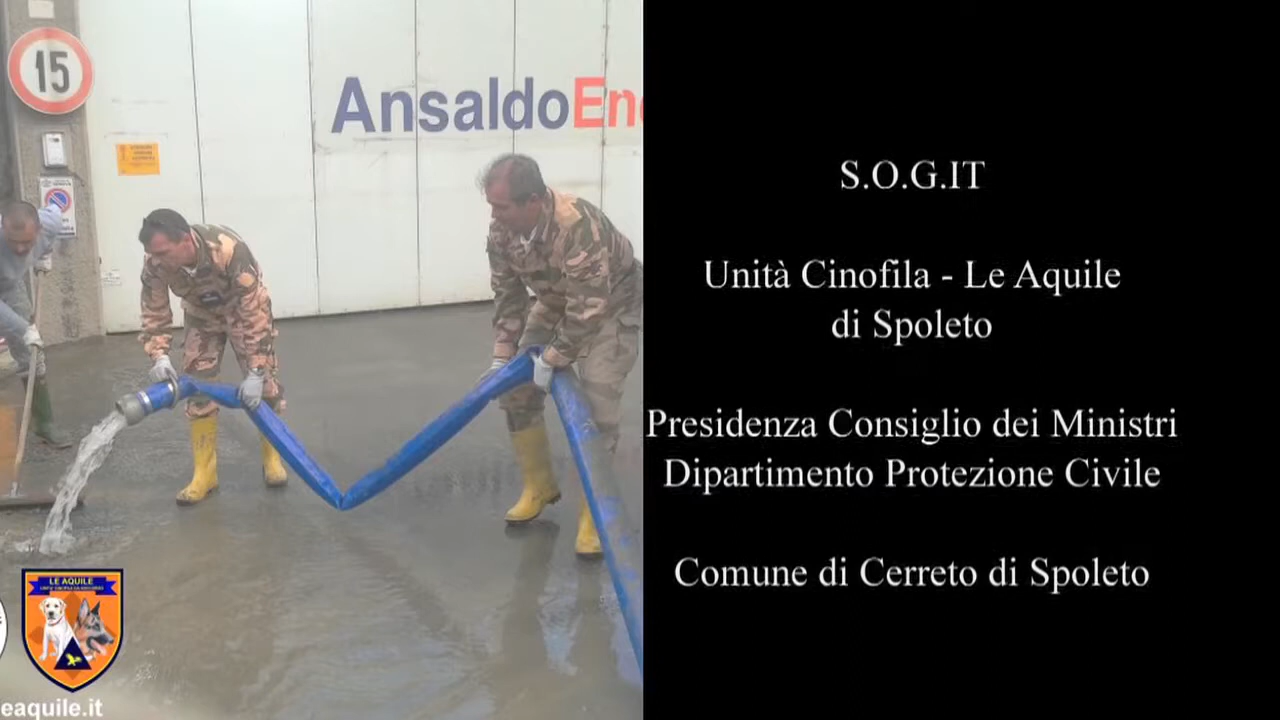 15
AnsaldoEne
LE AQUILE
eaquile.it
S.O.G.IT
Unità Cinofila - Le Aquile
di Spoleto
Presidenza Consiglio dei Ministri
Dipartimento Protezione Civile
Comune di Cerreto di Spoleto